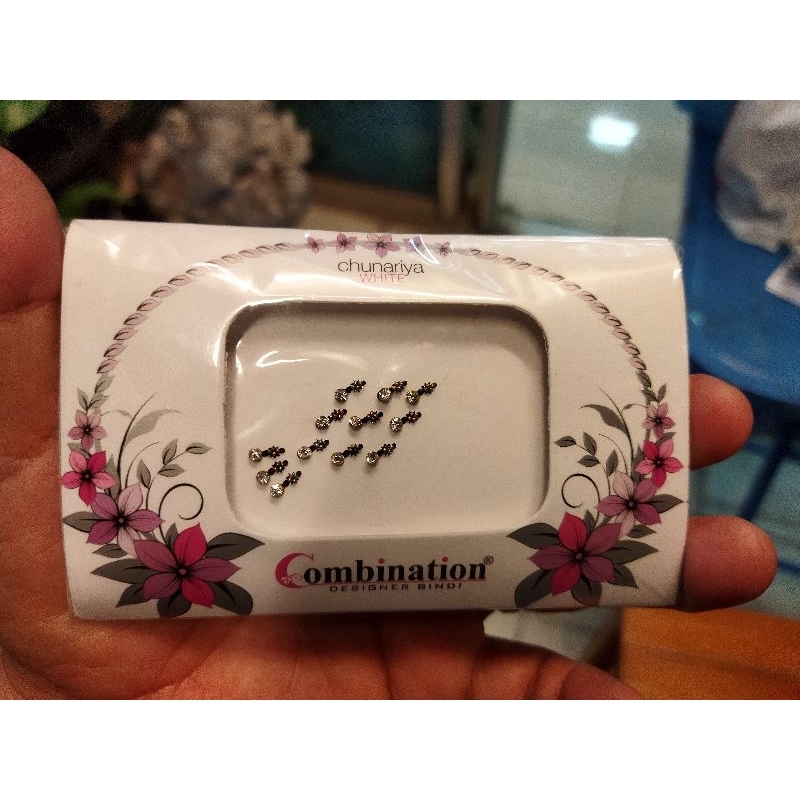 chunariya
WHITE
Combination®
DESIGNER BINDI